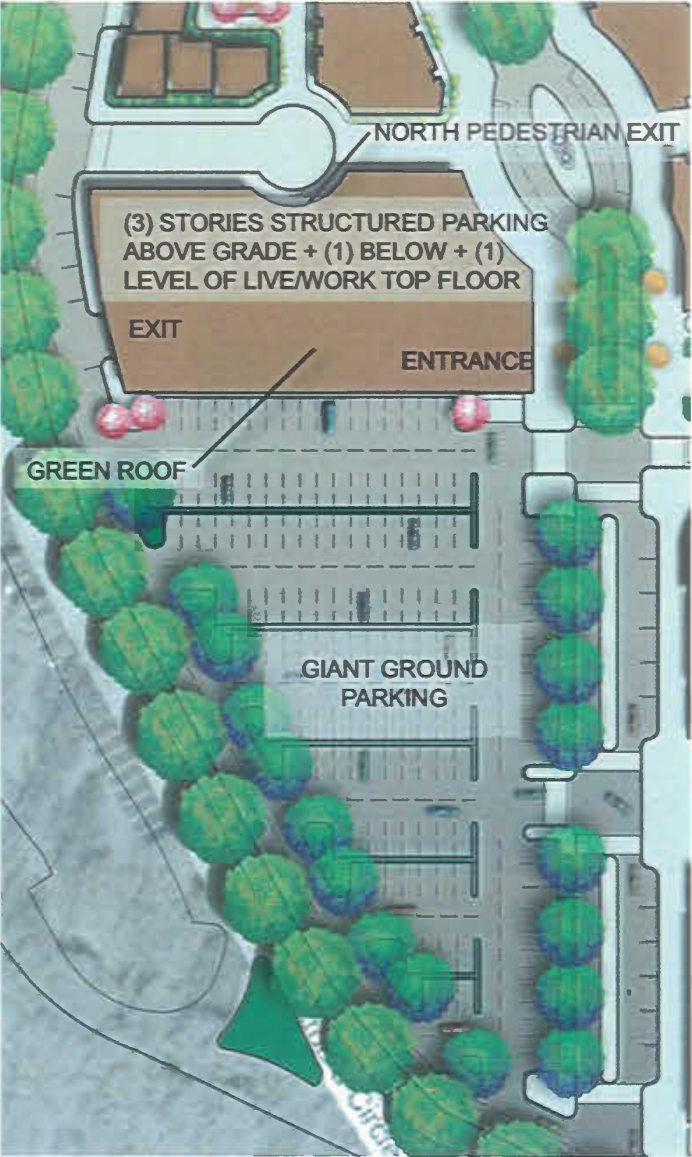 NORTH PEDESTRIAN EXIT
(3) STORIES STRUCTURED PARKING
ABOVE GRADE + (1) BELOW + (1)
LEVEL OF LIVE/WORK TOP FLOOR
EXIT
ENTRANCE
GREEN ROOF
GIANT GROUND
PARKING